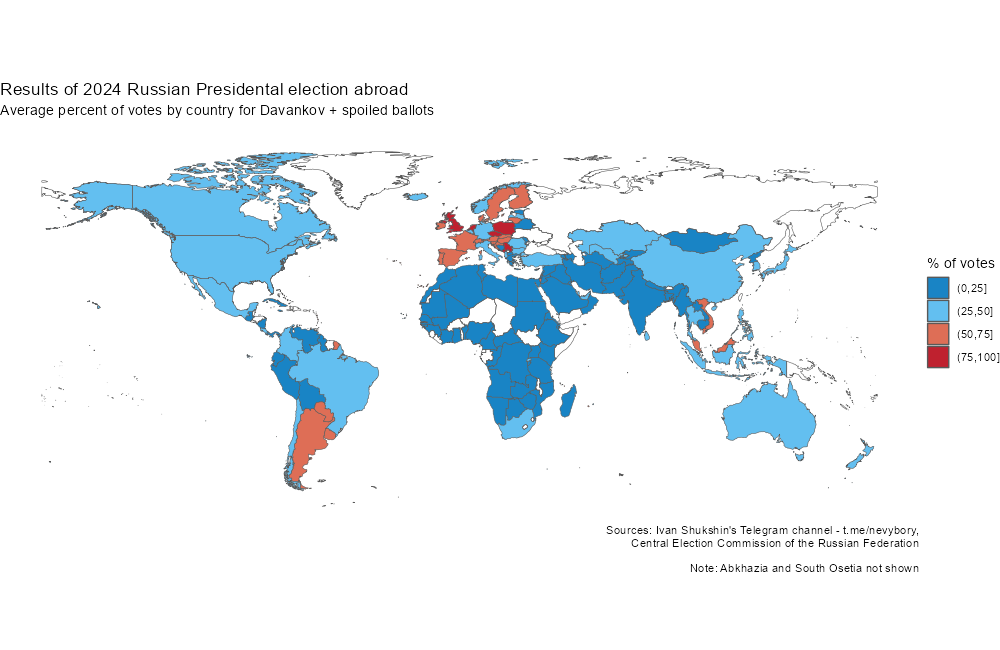 Results of 2024 Russian Presidental election abroad
Average percent of votes by country for Davankov + spoiled ballots
% of votes
(0,25]
(25,50]
(50,75]
(75,100]
Sources: Ivan Shukshin's Telegram channel - t.me/nevybory,
Central Election Commission of the Russian Federation
Note: Abkhazia and South Osetia not shown